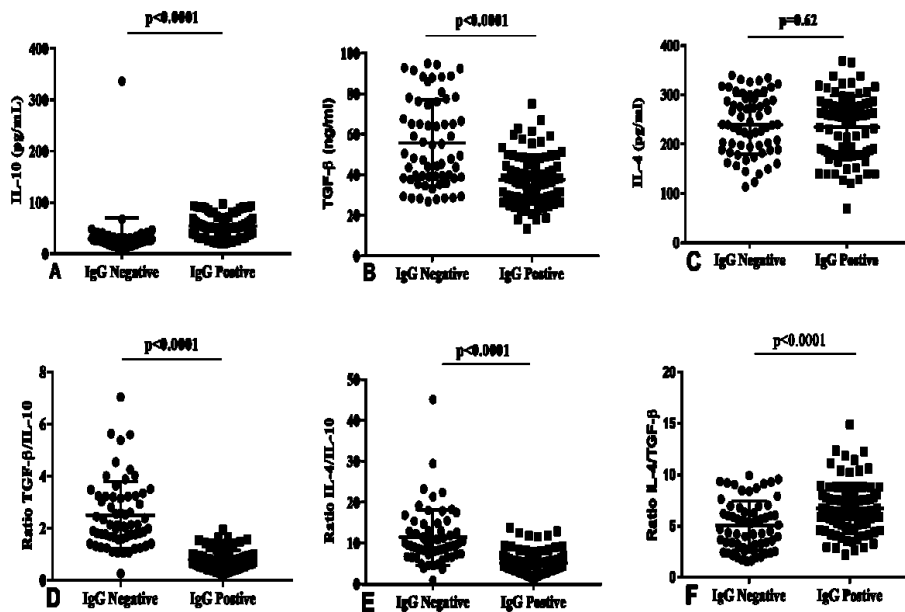 p<0.0001
IL-10 (pg/mL)
400
300
200
100
0
A
IgG Negative
IgG Postive
p<0.0001
TGF-β (ng/ml)
100
80
60
40
20
0
B
IgG Negative
IgG Postive
p=0.62
IL-4 (pg/ml)
400
300
200
100
0
C
IgG Negative
IgG Postive
p<0.0001
Ratio TGF-β/IL-10
8
6
4
2
0
D
IgG Negative
IgG Postive
p<0.0001
Ratio IL-4/IL-10
50
40
30
20
10
0
E
IgG Negative
IgG Postive
p<0.0001
Ratio IL-4/TGF-β
20
15
10
5
0
F
IgG Negative
IgG Postive